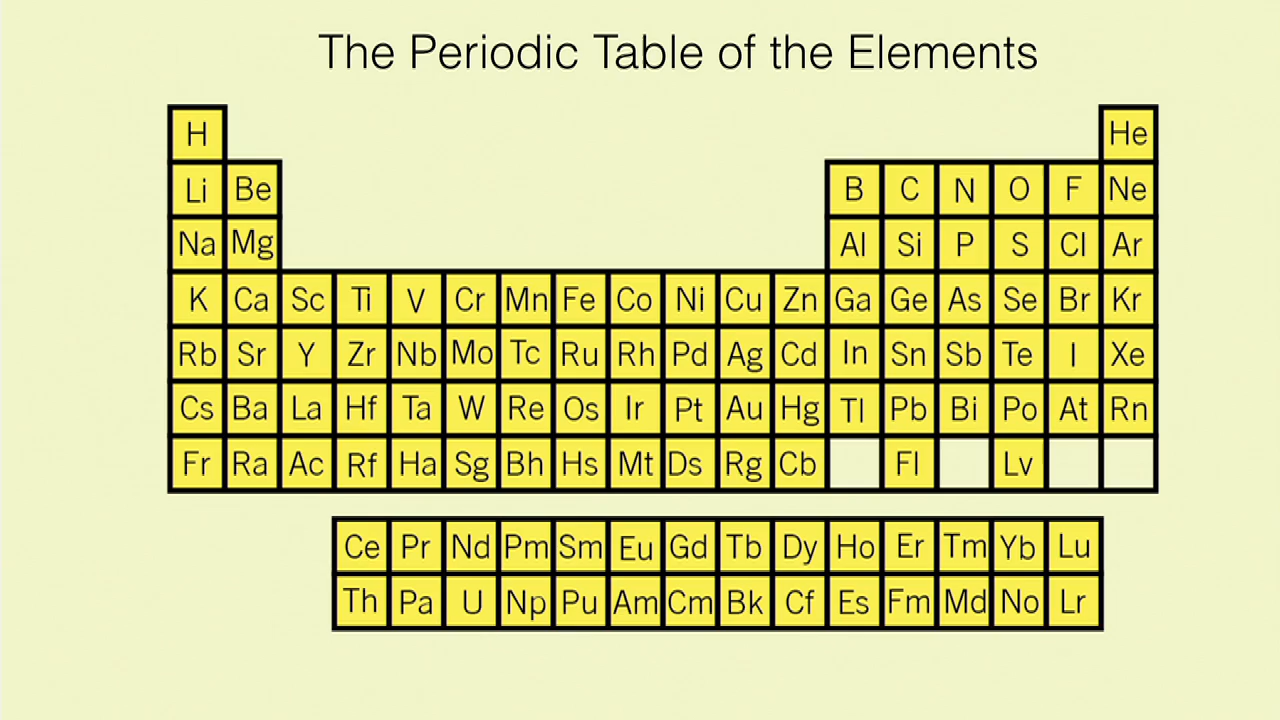 The Periodic Table of the Elements
H He
Li Be B C N O F Ne
Na Mg Al Si P S Cl Ar
K Ca Sc Ti V Cr Mn Fe Co Ni Cu Zn Ga Ge As Se Br Kr
Rb Sr Y Zr Nb Mo Tc Ru Rh Pd Ag Cd In Sn Sb Te I Xe
Cs Ba La Hf Ta W Re Os Ir Pt Au Hg Tl Pb Bi Po At Rn
Fr Ra Ac Rf Ha Sg Bh Hs Mt Ds Rg Cb Fl Lv
Ce Pr Nd Pm Sm Eu Gd Tb Dy Ho Er Tm Yb Lu
Th Pa U Np Pu Am Cm Bk Cf Es Fm Md No Lr